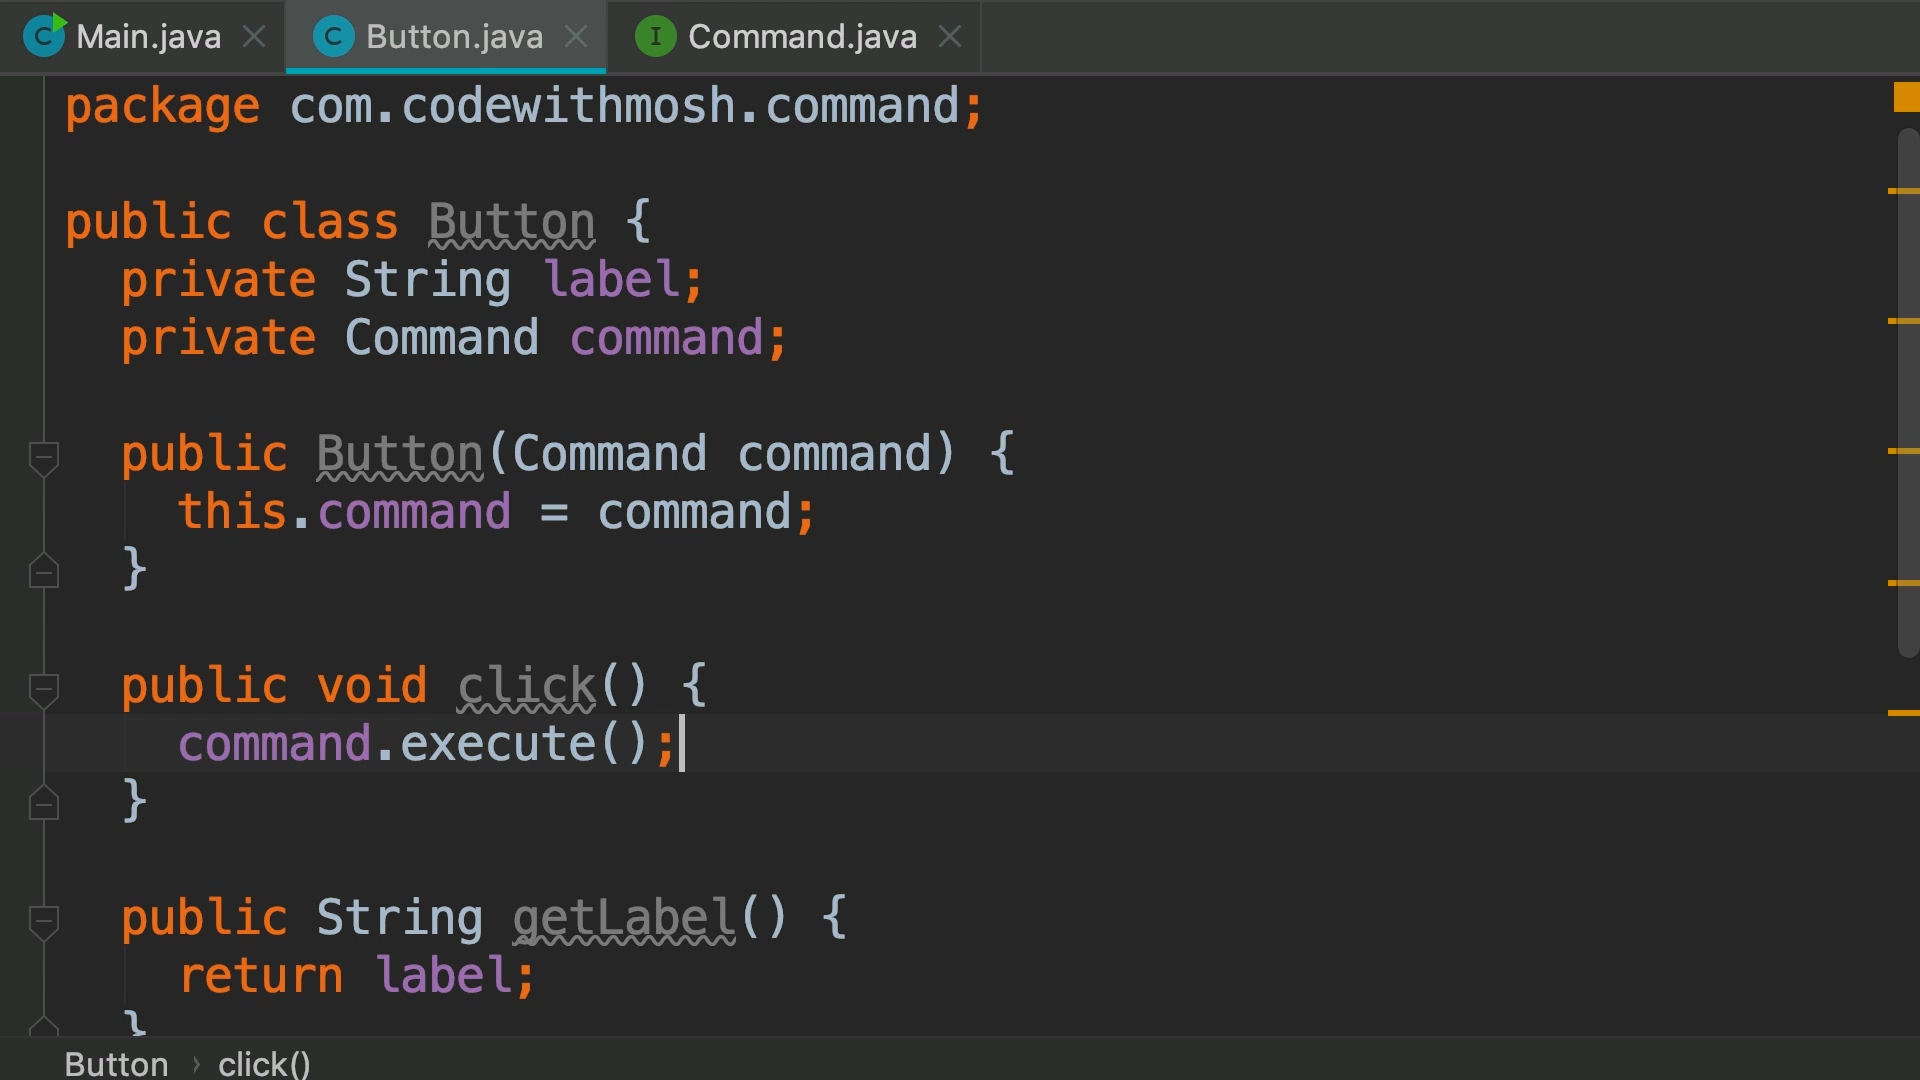 Main.java Button.java Command.java
package com.codewithmosh.command;
public class Button {
private String label;
private Command command;
public Button(Command command) {
this.command = command;
}
public void click() {
command.execute();
}
public String getLabel() {
return label;
}
Button › click()